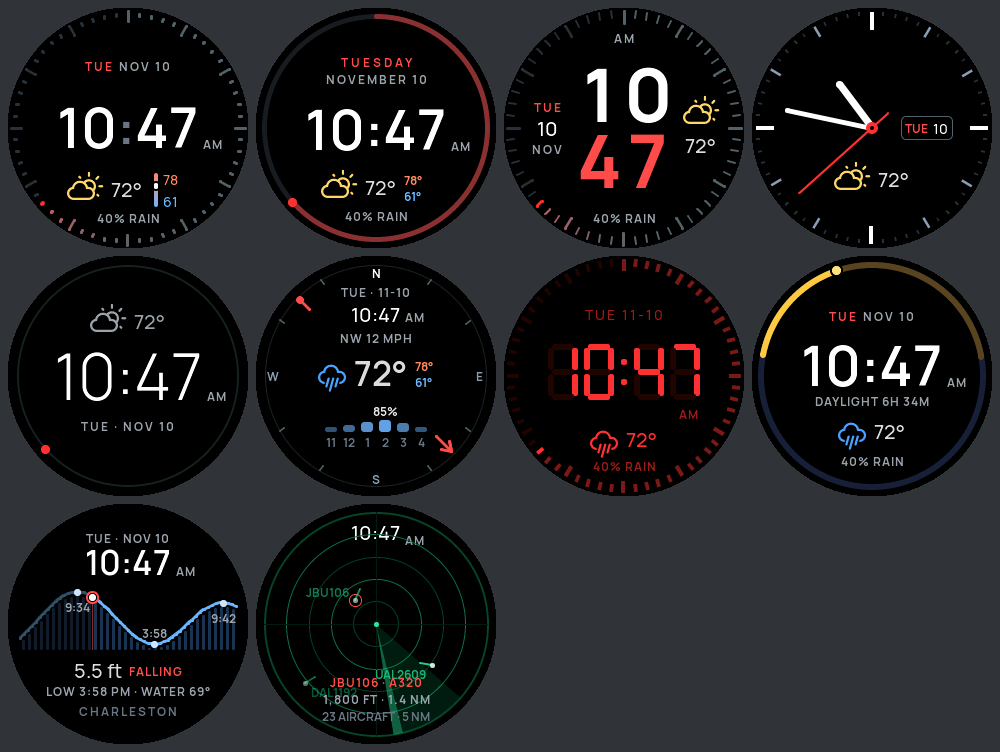 TUE NOV 10
10:47 AM
72° 78
61
40% RAIN
TUESDAY
NOVEMBER 10
10:47 AM
72° 78°
61°
40% RAIN
AM
TUE
10
NOV
10
47
72°
40% RAIN
TUE 10
72°
72°
10:47 AM
TUE · NOV 10
N
TUE · 11-10
10:47 AM
NW 12 MPH
W
72° 78°
61°
E
85%
11 12 1 2 3 4
S
TUE 11-10
10:47
AM
72°
40% RAIN
TUE NOV 10
10:47 AM
DAYLIGHT 6H 34M
72°
40% RAIN
TUE · NOV 10
10:47 AM
9:34
9:42
3:58
5.5 ft FALLING
LOW 3:58 PM · WATER 69°
CHARLESTON
10:47 AM
JBU106
UAL2609
JBU106 · A320
DAL1192
1,800 FT · 1.4 NM
23 AIRCRAFT · 5 NM